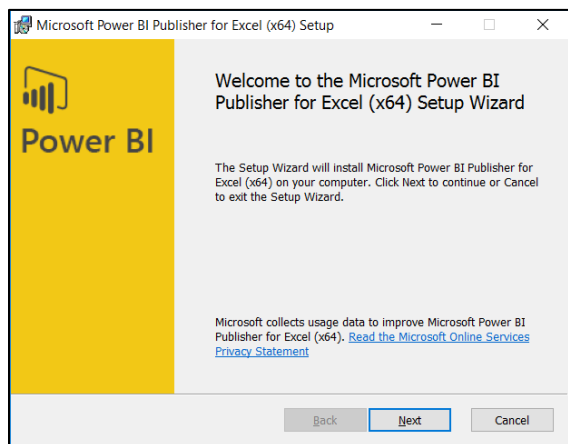 Microsoft Power BI Publisher for Excel (x64) Setup
Power BI
Welcome to the Microsoft Power BI
Publisher for Excel (x64) Setup Wizard
The Setup Wizard will install Microsoft Power BI Publisher for
Excel (x64) on your computer. Click Next to continue or Cancel
to exit the Setup Wizard.
Microsoft collects usage data to improve Microsoft Power BI
Publisher for Excel (x64). Read the Microsoft Online Services
Privacy Statement
Back Next Cancel